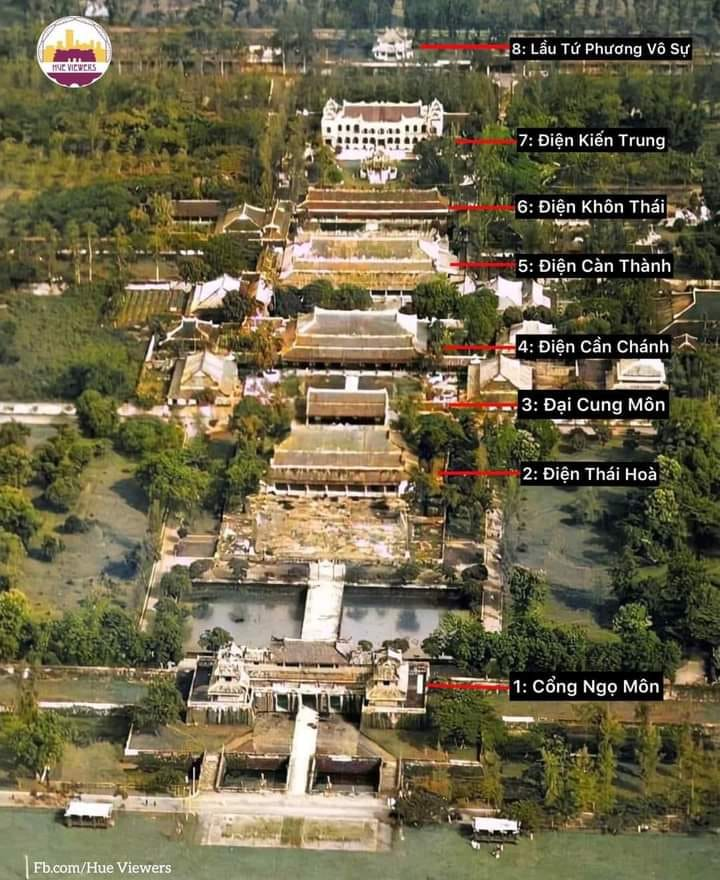 HUE VIEWERS
8: Lầu Tứ Phương Vô Sự
7: Điện Kiến Trung
6: Điện Khôn Thái
5: Điện Càn Thành
4: Điện Cần Chánh
3: Đại Cung Môn
2: Điện Thái Hoà
1: Cổng Ngọ Môn
Fb.com/Hue Viewers